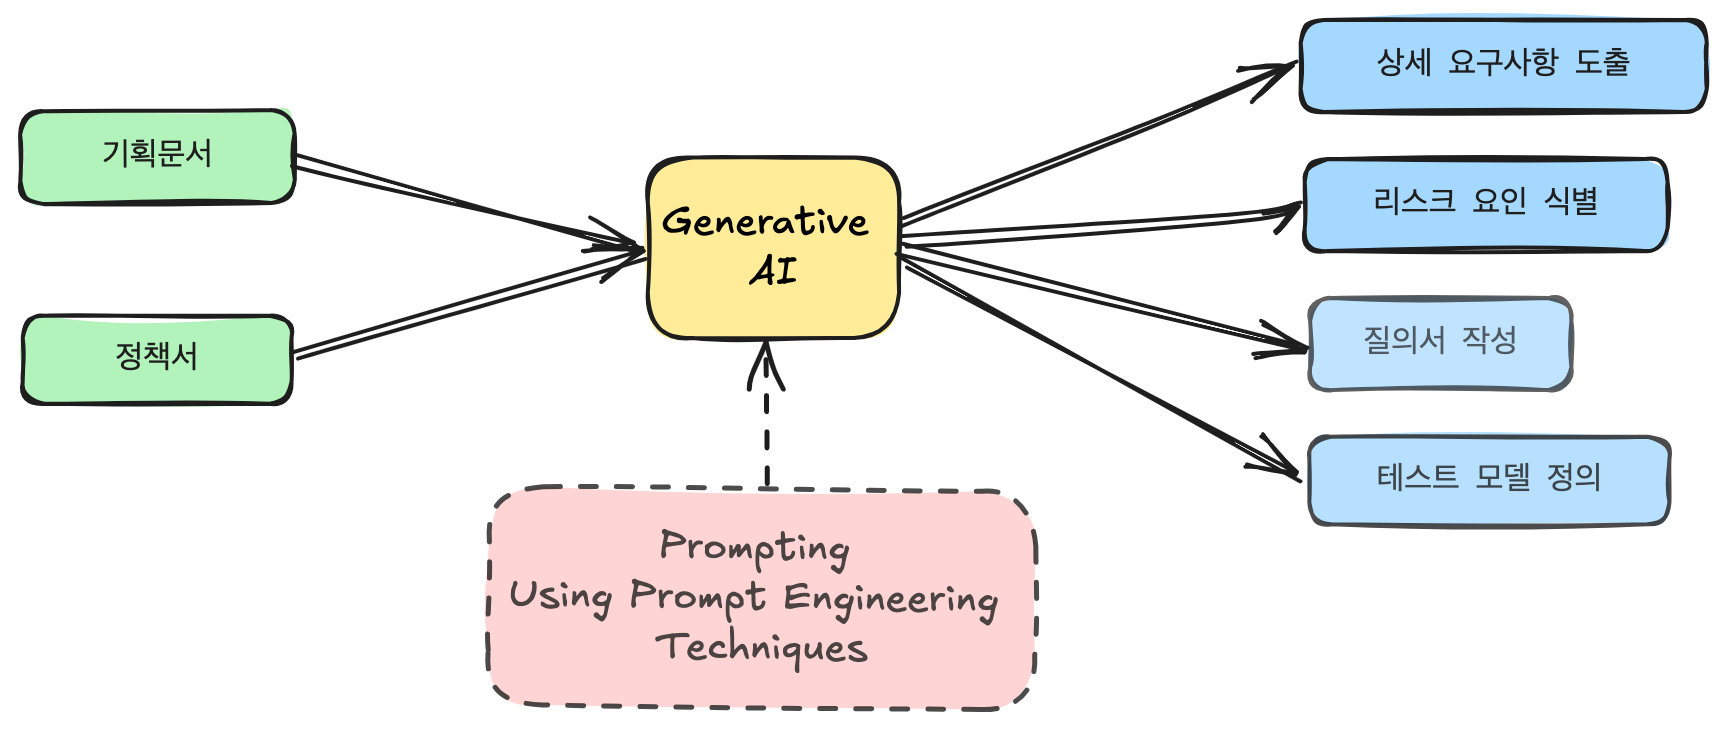 기획문서
정책서
Generative
AI
Prompting
Using Prompt Engineering
Techniques
상세 요구사항 도출
리스크 요인 식별
질의서 작성
테스트 모델 정의